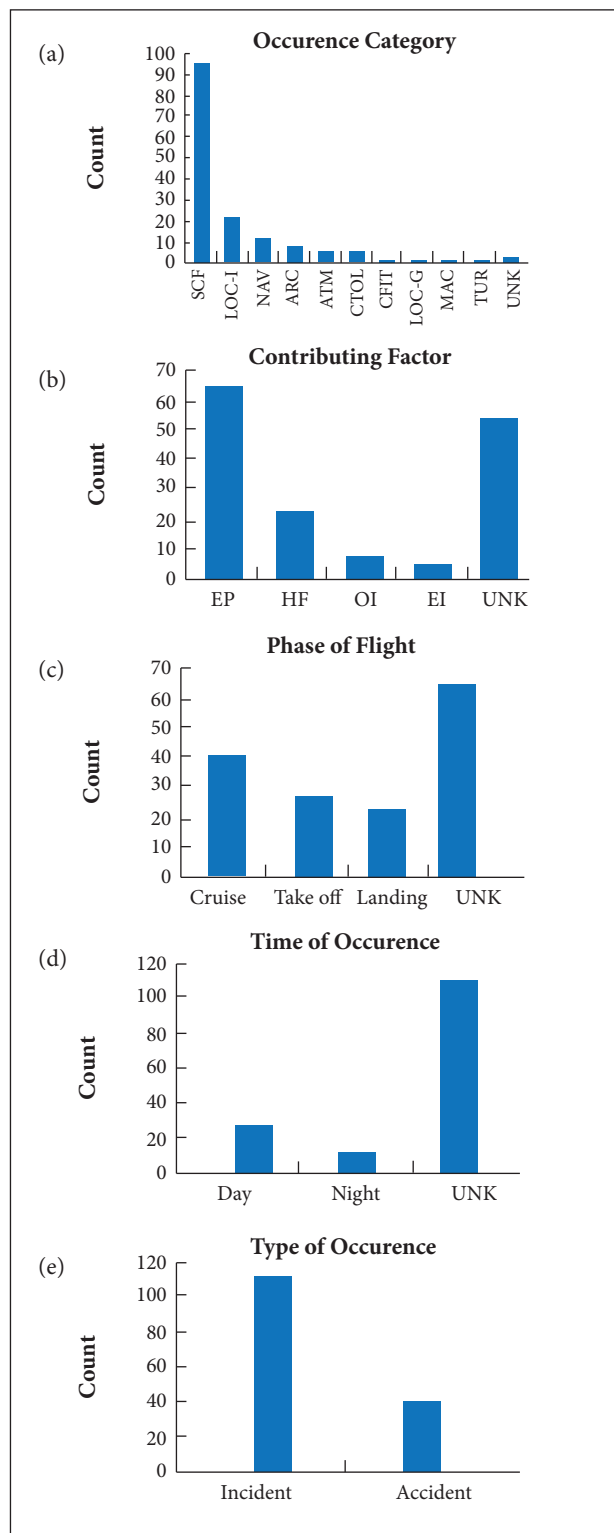 (a)
Occurence Category
Count
100
90
80
70
60
50
40
30
20
10
0
SCF
LOC-I
NAV
ARC
ATM
CTOL
CFIT
LOC-G
MAC
TUR
UNK
(b)
Contributing Factor
Count
70
60
50
40
30
20
10
0
EP HF OI EI UNK
(c)
Phase of Flight
Count
70
60
50
40
30
20
10
0
Cruise Take off Landing UNK
(d)
Time of Occurence
Count
120
100
80
60
40
20
0
Day Night UNK
(e)
Type of Occurence
Count
120
100
80
60
40
20
0
Incident Accident